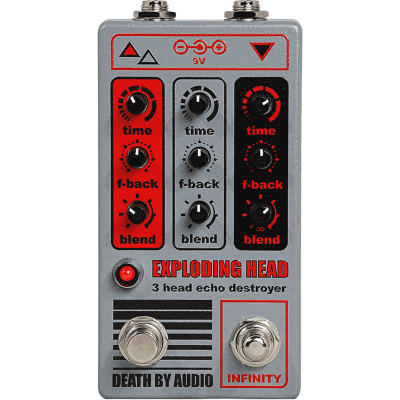 9V
time time time
f-back f-back f-back
blend blend ∞ blend
EXPLODING HEAD
3 head echo destroyer
DEATH BY AUDIO
INFINITY